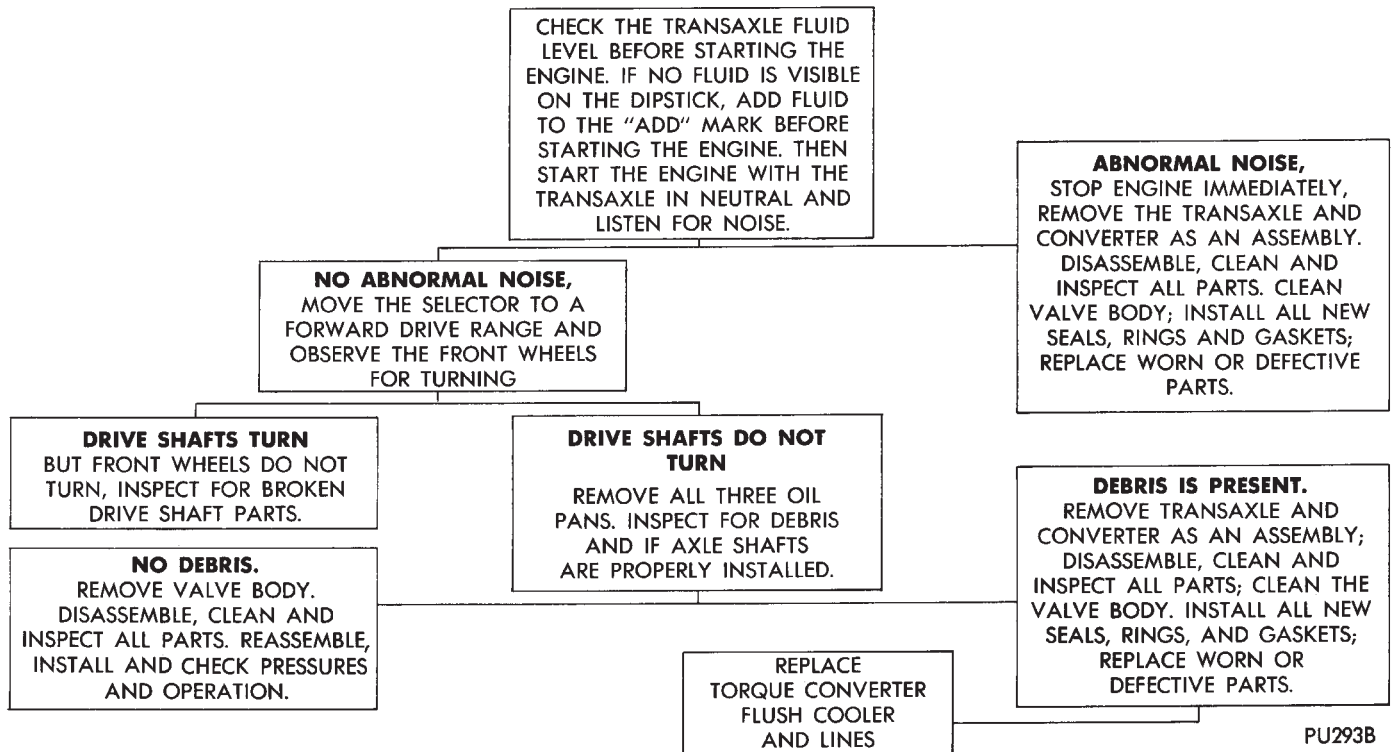 CHECK THE TRANSAXLE FLUID
LEVEL BEFORE STARTING THE
ENGINE. IF NO FLUID IS VISIBLE
ON THE DIPSTICK, ADD FLUID
TO THE "ADD" MARK BEFORE
STARTING THE ENGINE. THEN
START THE ENGINE WITH THE
TRANSAXLE IN NEUTRAL AND
LISTEN FOR NOISE.
ABNORMAL NOISE,
STOP ENGINE IMMEDIATELY,
REMOVE THE TRANSAXLE AND
CONVERTER AS AN ASSEMBLY.
DISASSEMBLE, CLEAN AND
INSPECT ALL PARTS. CLEAN
VALVE BODY; INSTALL ALL NEW
SEALS, RINGS AND GASKETS;
REPLACE WORN OR DEFECTIVE
PARTS.
NO ABNORMAL NOISE,
MOVE THE SELECTOR TO A
FORWARD DRIVE RANGE AND
OBSERVE THE FRONT WHEELS
FOR TURNING
DRIVE SHAFTS TURN
BUT FRONT WHEELS DO NOT
TURN, INSPECT FOR BROKEN
DRIVE SHAFT PARTS.
DRIVE SHAFTS DO NOT
TURN
REMOVE ALL THREE OIL
PANS. INSPECT FOR DEBRIS
AND IF AXLE SHAFTS
ARE PROPERLY INSTALLED.
NO DEBRIS.
REMOVE VALVE BODY.
DISASSEMBLE, CLEAN AND
INSPECT ALL PARTS. REASSEMBLE,
INSTALL AND CHECK PRESSURES
AND OPERATION.
DEBRIS IS PRESENT.
REMOVE TRANSAXLE AND
CONVERTER AS AN ASSEMBLY;
DISASSEMBLE, CLEAN AND
INSPECT ALL PARTS; CLEAN THE
VALVE BODY. INSTALL ALL NEW
SEALS, RINGS, AND GASKETS;
REPLACE WORN OR
DEFECTIVE PARTS.
REPLACE
TORQUE CONVERTER
FLUSH COOLER
AND LINES
PU293B